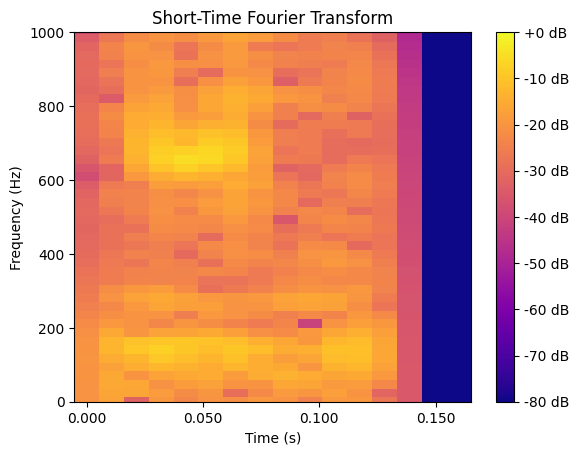 Short-Time Fourier Transform
1000
800
600
400
200
0
Frequency (Hz)
0.000
0.050
0.100
0.150
Time (s)
+0 dB
-10 dB
-20 dB
-30 dB
-40 dB
-50 dB
-60 dB
-70 dB
-80 dB